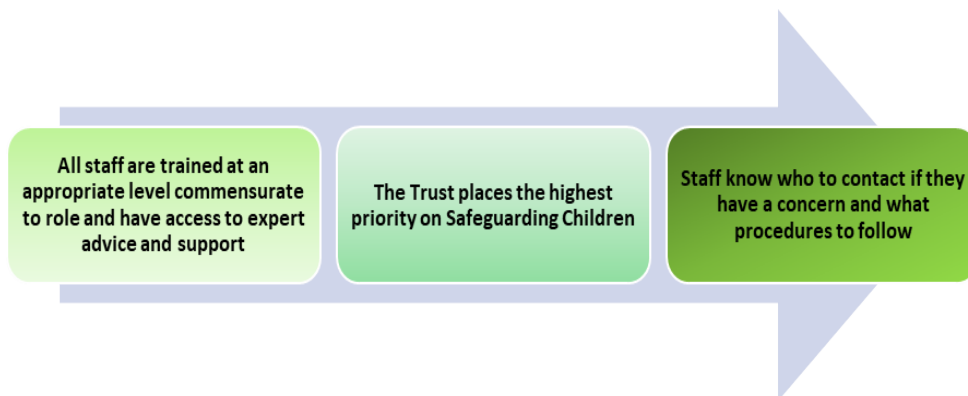 All staff are trained at an
appropriate level commensurate
to role and have access to expert
advice and support
The Trust places the highest
priority on Safeguarding Children
Staff know who to contact if they
have a concern and what
procedures to follow